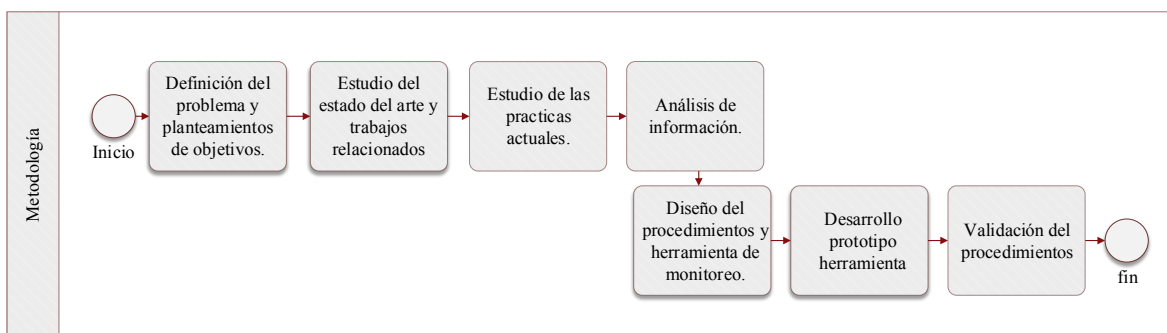 Metodología
Inicio
Definición del
problema y
planteamientos
de objetivos.
Estudio del
estado del arte y
trabajos
relacionados
Estudio de las
practicas
actuales.
Análisis de
información.
Diseño del
procedimientos y
herramienta de
monitoreo.
Desarrollo
prototipo
herramienta
Validación del
procedimientos
fin